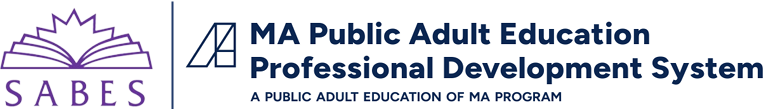 SABES
MA Public Adult Education
Professional Development System
A PUBLIC ADULT EDUCATION OF MA PROGRAM